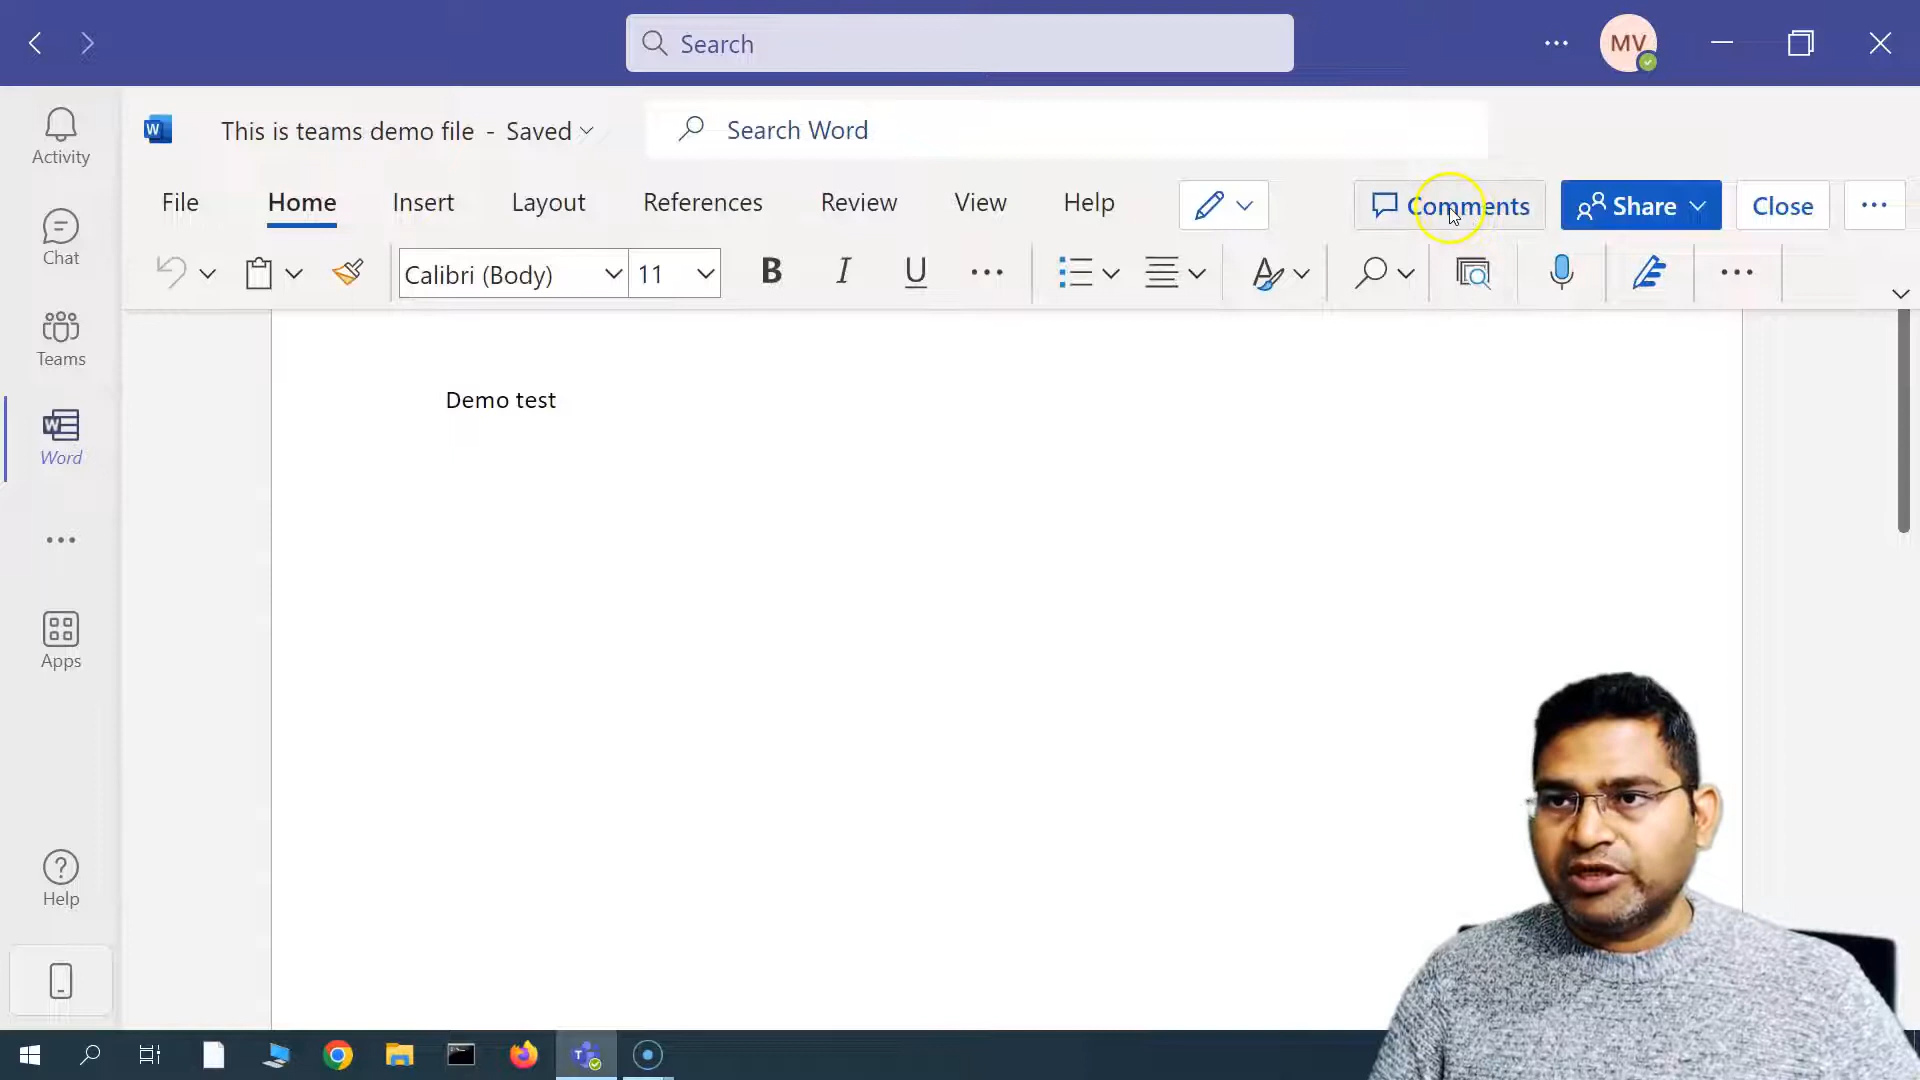 Search
MV
Activity
Chat
Teams
Word
Apps
Help
W
This is teams demo file - Saved
Search Word
File
Home
Insert
Layout
References
Review
View
Help
Comments
Share
Close
Calibri (Body)
11
B
I
U
Demo test